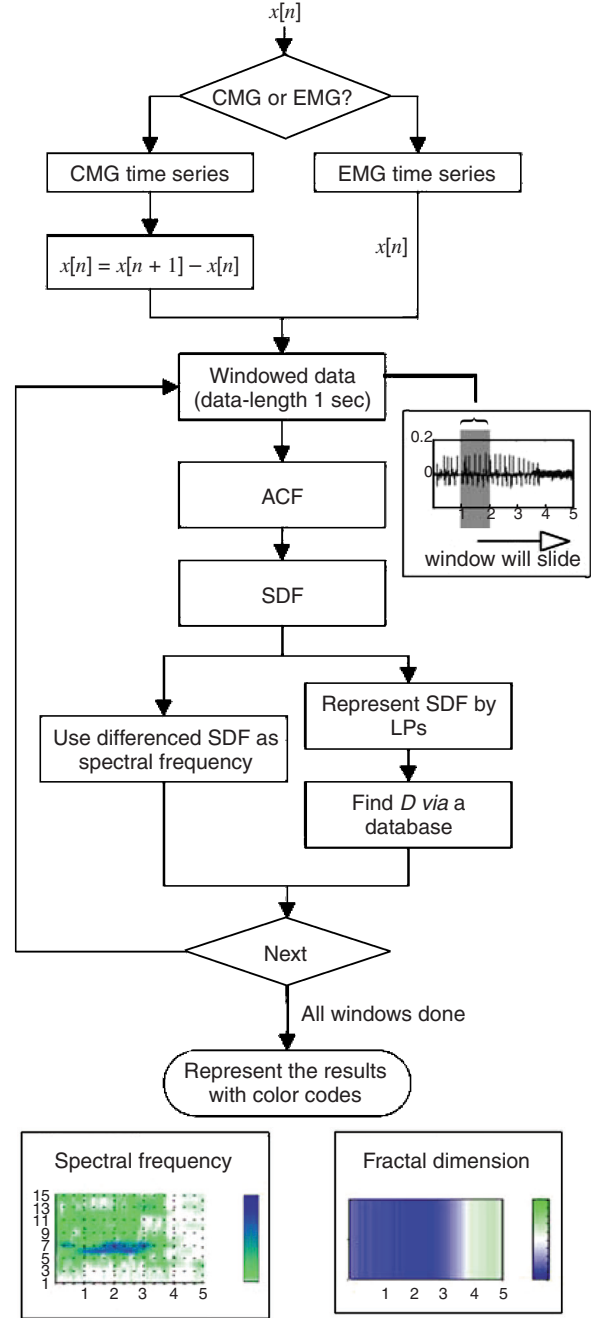 x[n]
CMG or EMG?
CMG time series
EMG time series
x[n] = x[n + 1] − x[n]
x[n]
Windowed data
(data-length 1 sec)
0.2
0
1 2 3 4 5
window will slide
ACF
SDF
Use differenced SDF as
spectral frequency
Represent SDF by
LPs
Find D via a
database
Next
All windows done
Represent the results
with color codes
Spectral frequency
15
13
11
9
7
5
3
1
1 2 3 4 5
Fractal dimension
1 2 3 4 5